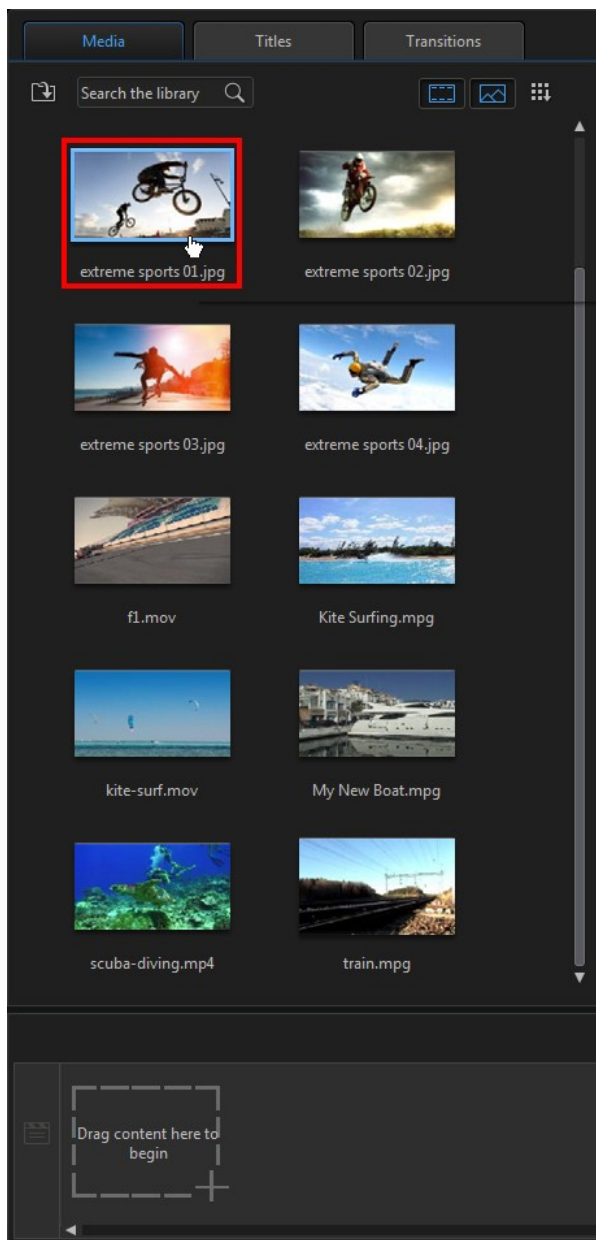 Media Titles Transitions
Search the library
extreme sports 01.jpg extreme sports 02.jpg
extreme sports 03.jpg extreme sports 04.jpg
f1.mov Kite Surfing.mpg
kite-surf.mov My New Boat.mpg
scuba-diving.mp4 train.mpg
Drag content here to
begin